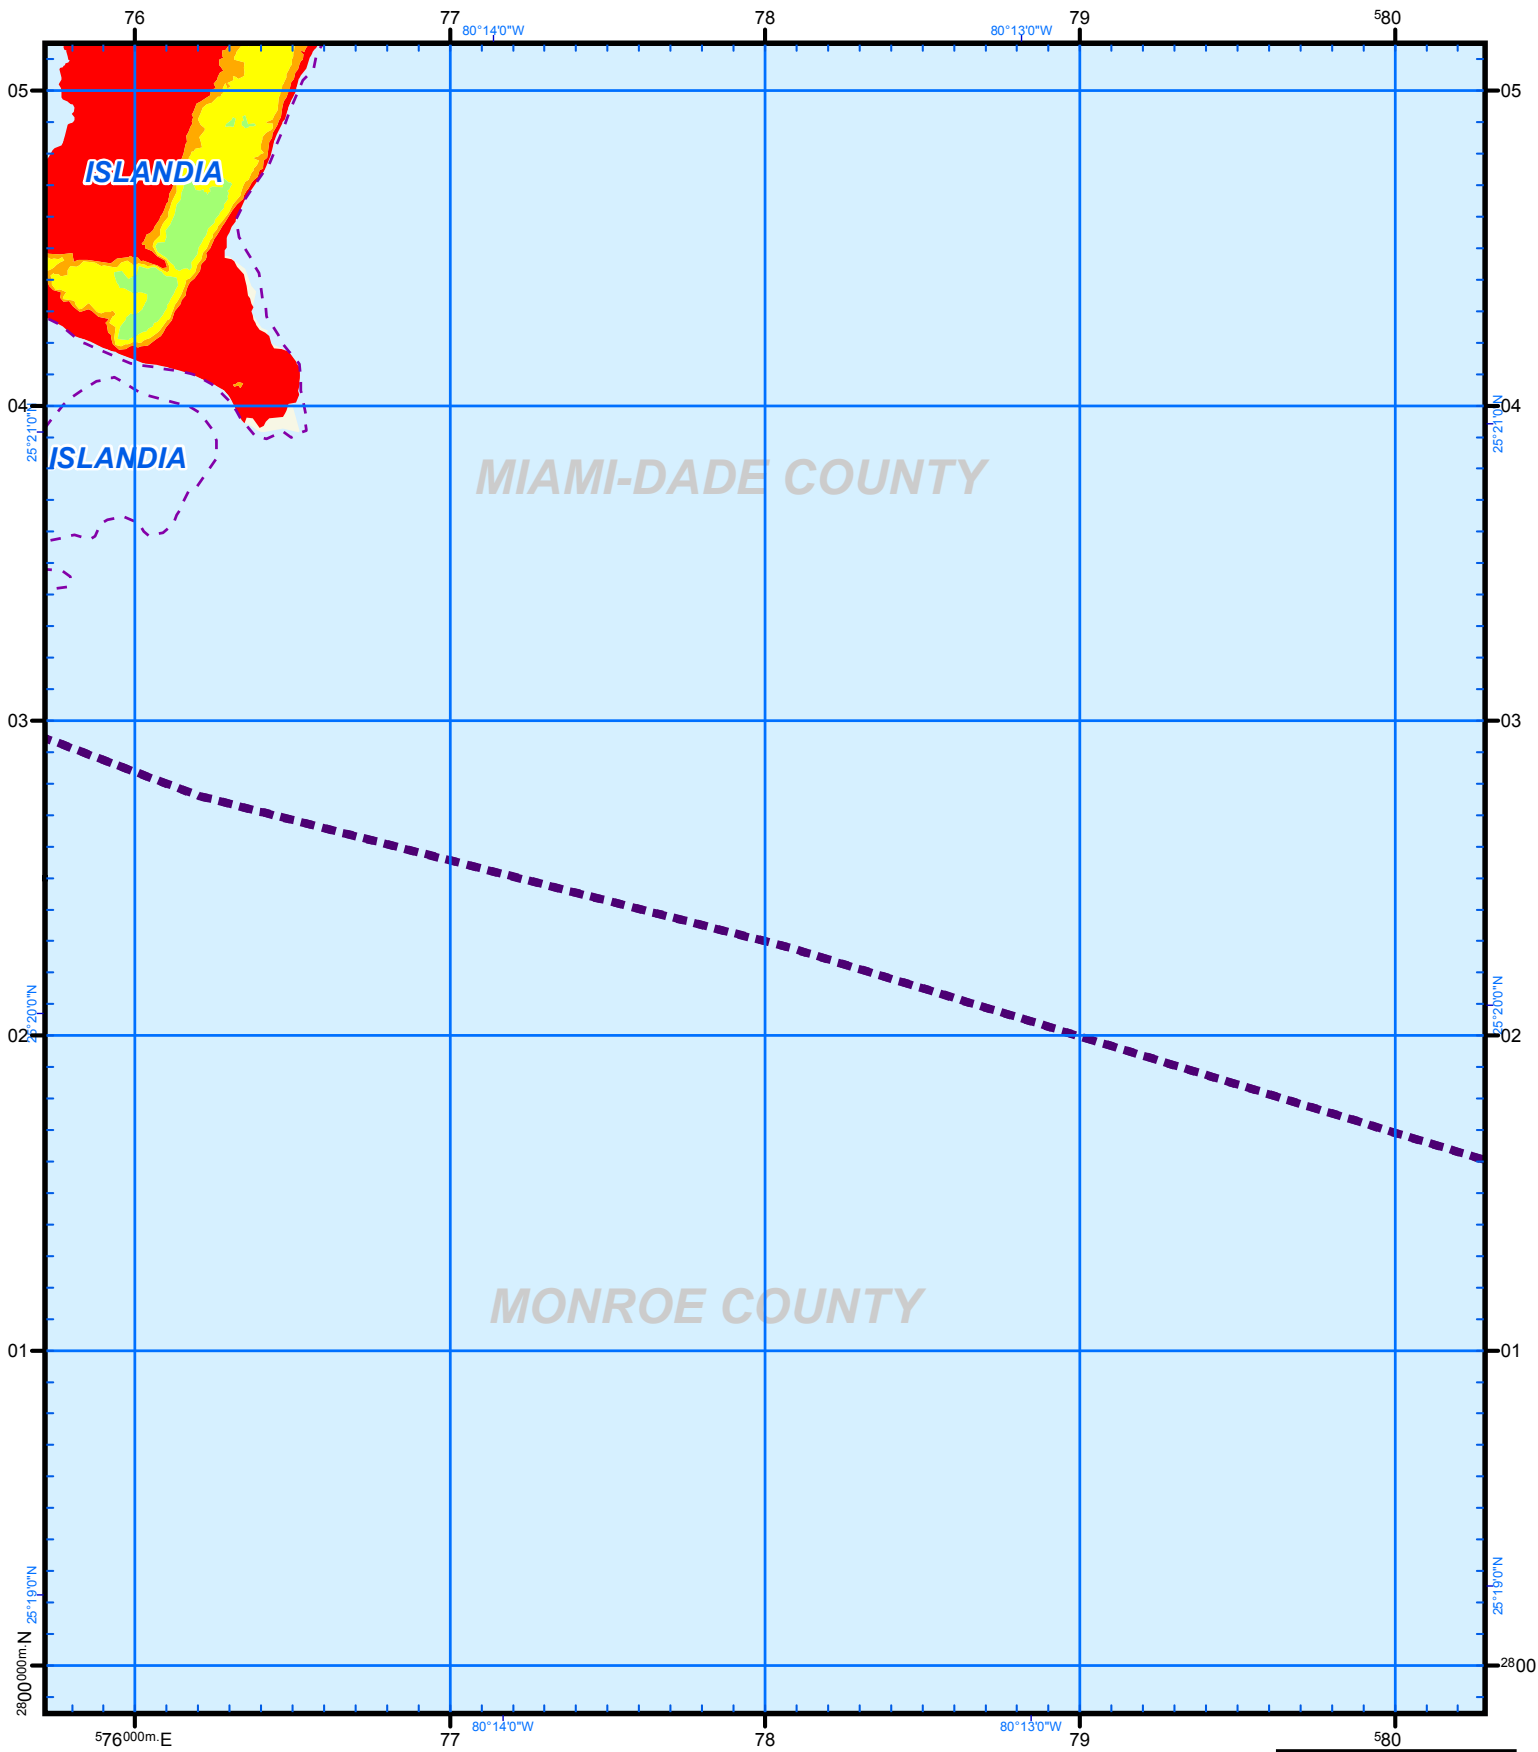 76 77 78 79 580
80°14'0"W 80°13'0"W
05 05
ISLANDIA
04 04
25°21'0"N 25°21'0"N
ISLANDIA
MIAMI-DADE COUNTY
03 03
25°20'0"N 25°20'0"N
02 02
MONROE COUNTY
01 01
25°19'0"N 25°19'0"N
2800000m.N 2800
80°14'0"W 80°13'0"W
576000m.E 77 78 79 580